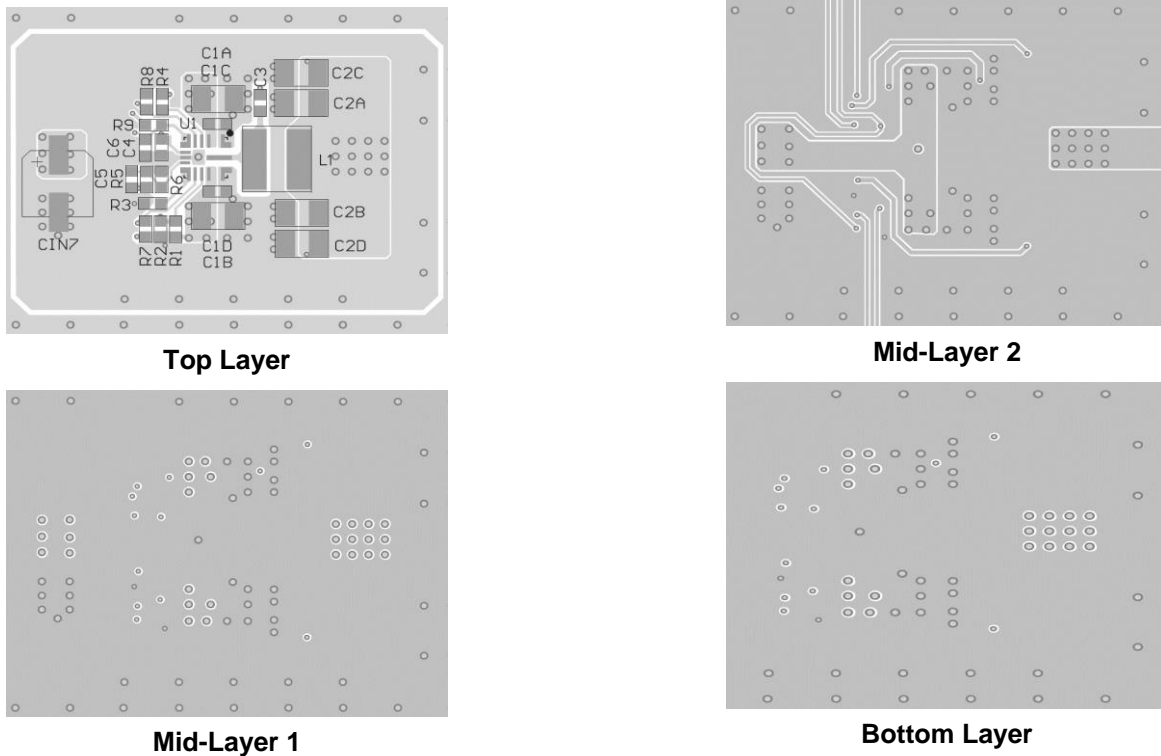 C1A
C1C
R8
R4
C3
C2C
C2A
R9
U1
C6
C4
L1
C5
R5
R6
R3
C2B
C2D
CIN7
+
R7
R2
R1
C1D
C1B
Top Layer
Mid-Layer 2
Mid-Layer 1
Bottom Layer